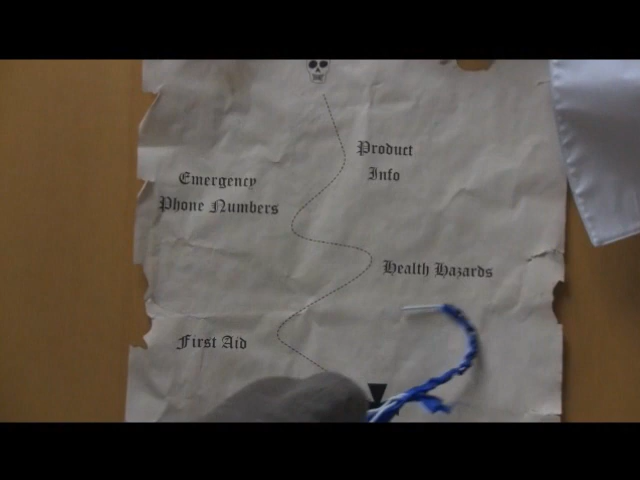 Product
Info
Emergency
Phone Numbers
Health Hazards
First Aid